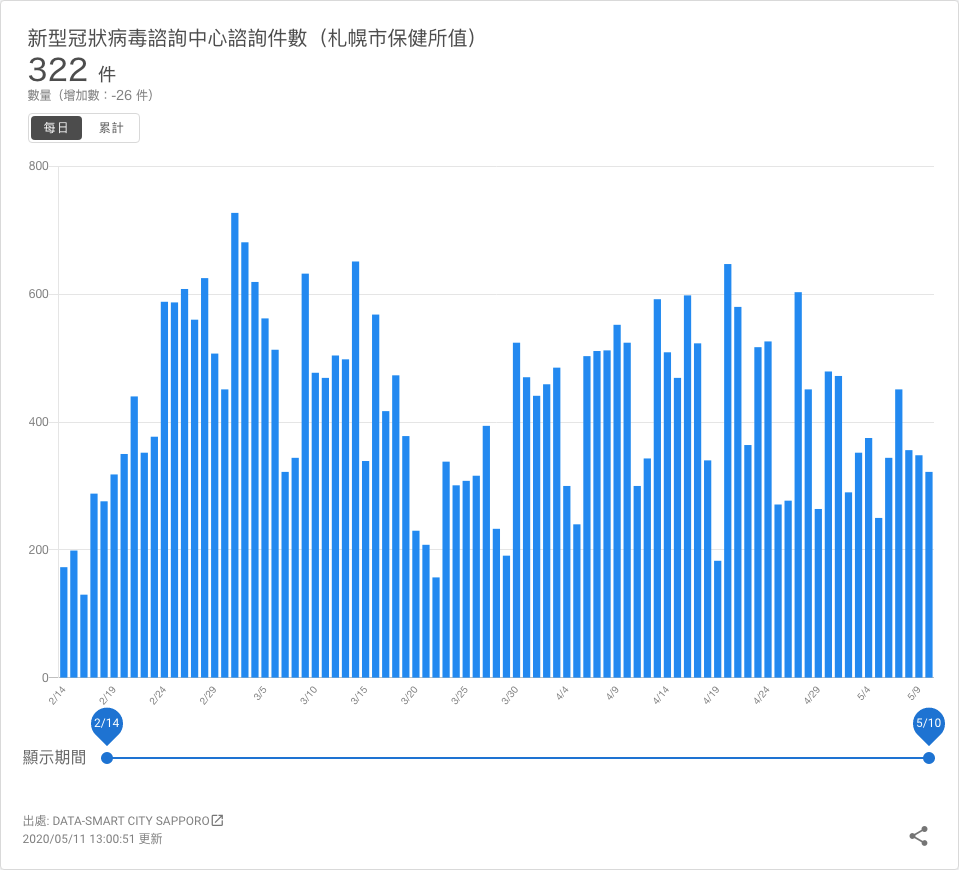 新型冠狀病毒諮詢中心諮詢件數（札幌市保健所值）
322 件
數量（增加數：-26 件）
每日 累計
800
600
400
200
0
2/14 2/19 2/24 2/29 3/5 3/10 3/15 3/20 3/25 3/30 4/4 4/9 4/14 4/19 4/24 4/29 5/4 5/9
2/14 5/10
顯示期間
出處: DATA-SMART CITY SAPPORO
2020/05/11 13:00:51 更新